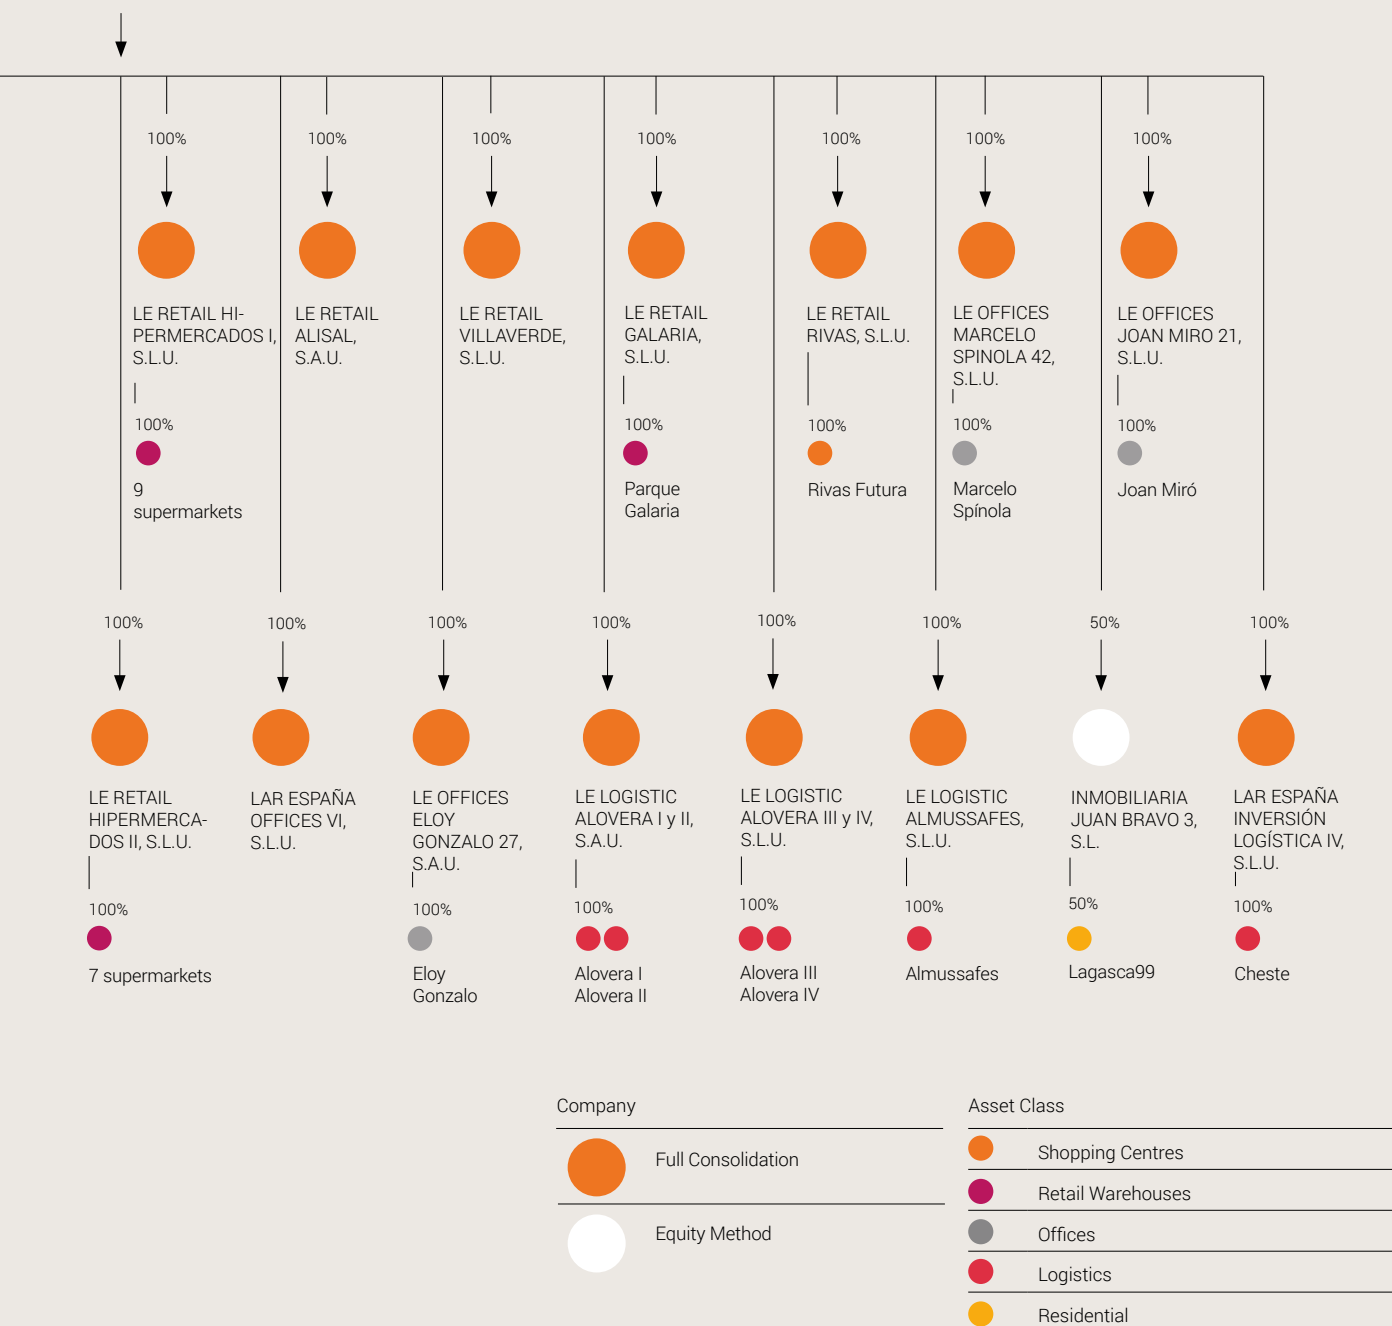 100%
100%
100%
100%
100%
100%
100%
LE RETAIL HI-
PERMERCADOS I,
S.L.U.
LE RETAIL
ALISAL,
S.A.U.
LE RETAIL
VILLAVERDE,
S.L.U.
LE RETAIL
GALARIA,
S.L.U.
LE RETAIL
RIVAS, S.L.U.
LE OFFICES
MARCELO
SPINOLA 42,
S.L.U.
LE OFFICES
JOAN MIRO 21,
S.L.U.
100%
100%
100%
100%
100%
9
supermarkets
Parque
Galaria
Rivas Futura
Marcelo
Spínola
Joan Miró
100%
100%
100%
100%
100%
100%
50%
100%
LE RETAIL
HIPERMERCA-
DOS II, S.L.U.
LAR ESPAÑA
OFFICES VI,
S.L.U.
LE OFFICES
ELOY
GONZALO 27,
S.A.U.
LE LOGISTIC
ALOVERA I y II,
S.A.U.
LE LOGISTIC
ALOVERA III y IV,
S.L.U.
LE LOGISTIC
ALMUSSAFES,
S.L.U.
INMOBILIARIA
JUAN BRAVO 3,
S.L.
LAR ESPAÑA
INVERSIÓN
LOGÍSTICA IV,
S.L.U.
100%
100%
100%
100%
100%
50%
100%
7 supermarkets
Eloy
Gonzalo
Alovera I
Alovera II
Alovera III
Alovera IV
Almussafes
Lagasca99
Cheste
Company
Full Consolidation
Equity Method
Asset Class
Shopping Centres
Retail Warehouses
Offices
Logistics
Residential